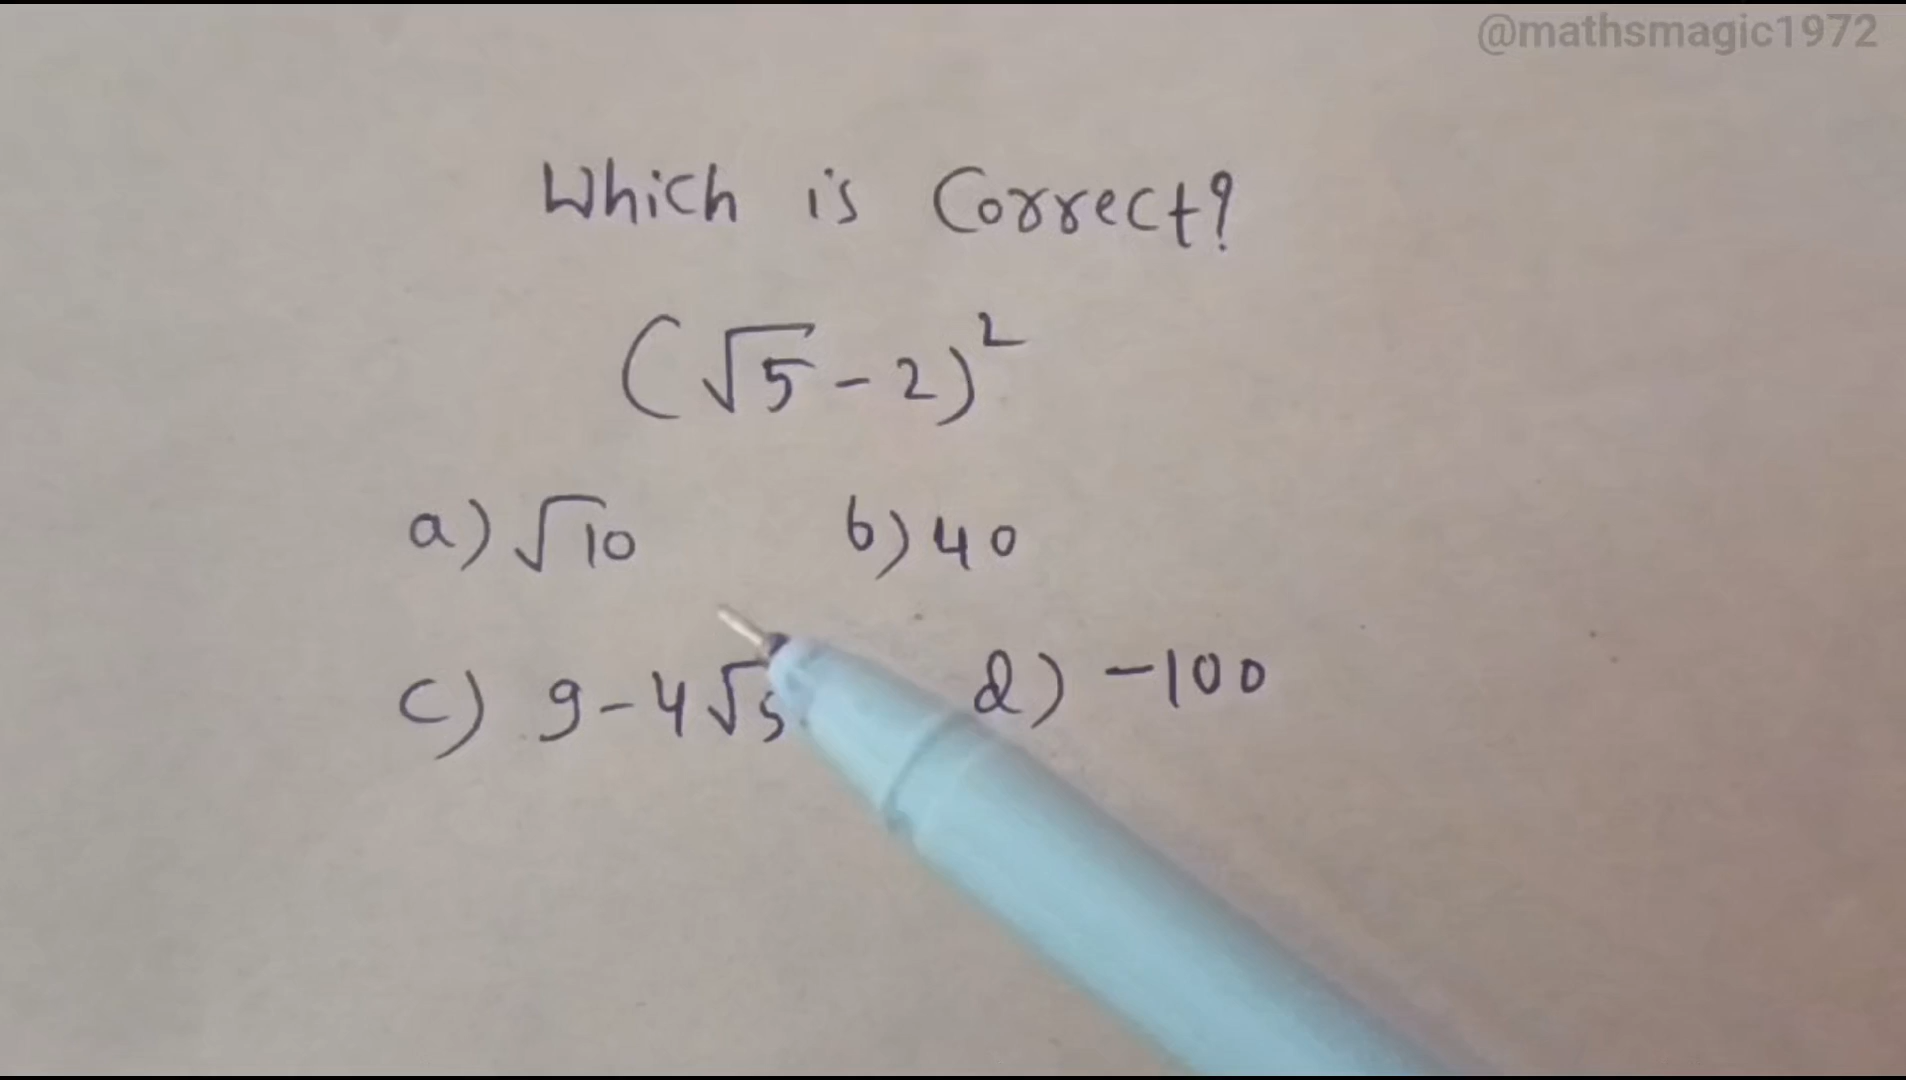 @mathsmagic1972
Which is Correct?
(√5-2)²
a) √10 b) 40
c) 9-4√5 d) -100